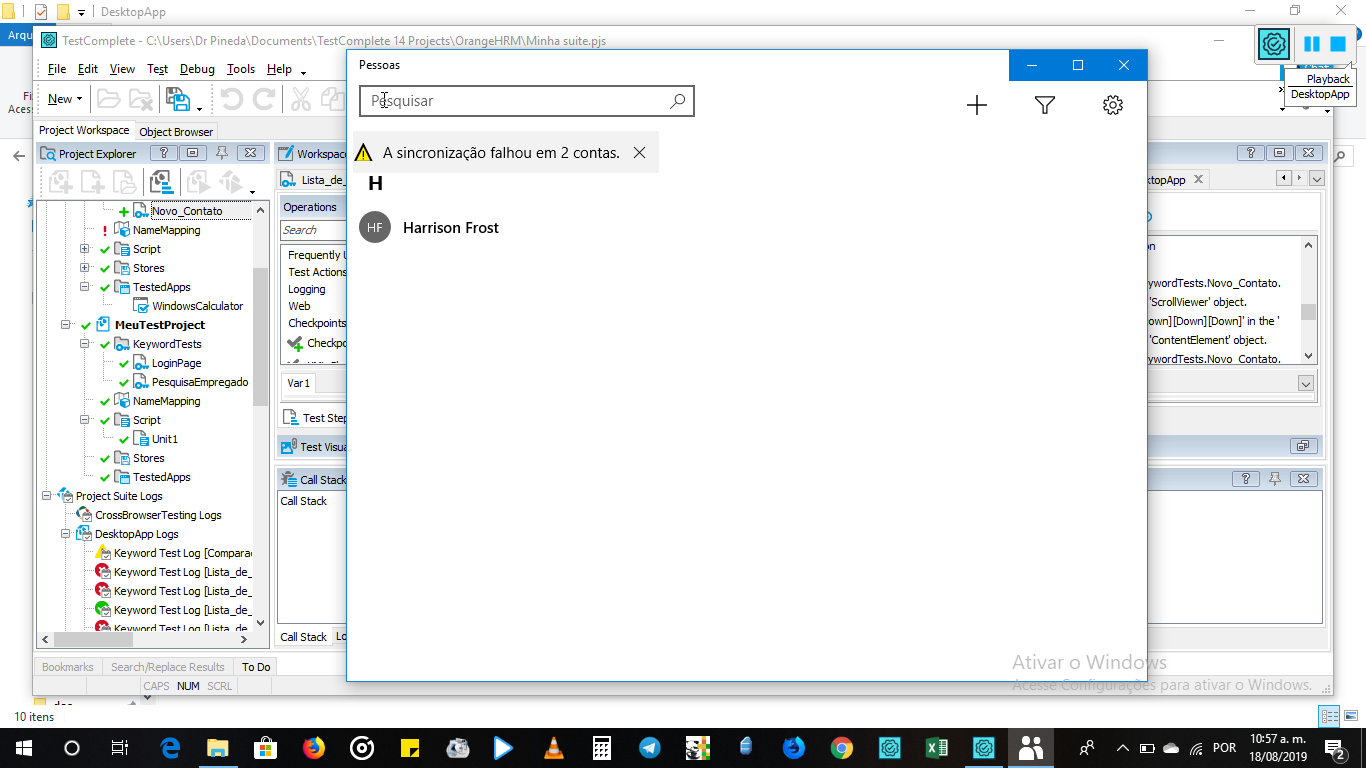 DesktopApp
Arqu
TestComplete - C:\Users\Dr Pineda\Documents\TestComplete 14 Projects\OrangeHRM\Minha suite.pjs
File Edit View Test Debug Tools Help
New
Playback
DesktopApp
Project Workspace Object Browser
Project Explorer
Novo_Contato
NameMapping
Script
Stores
TestedApps
WindowsCalculator
MeuTestProject
KeywordTests
LoginPage
PesquisaEmpregado
NameMapping
Script
Unit1
Stores
TestedApps
Project Suite Logs
CrossBrowserTesting Logs
DesktopApp Logs
Keyword Test Log [Compara
Keyword Test Log [Lista_de_
Keyword Test Log [Lista_de_
Keyword Test Log [Lista_de_
Keyword Test Log [Lista_de_
Workspac
Lista_de_
Operations
Search
Frequently U
Test Actions
Logging
Web
Checkpoints
Checkpo
Var1
Test Step
Test Visua
Call Stack
Call Stack
Call Stack Lo
Pessoas
Pesquisar
A sincronização falhou em 2 contas.
H
HF Harrison Frost
ktopApp
on
ywordTests.Novo_Contato.
'ScrollViewer' object.
own][Down][Down]' in the '
'ContentElement' object.
ywordTests.Novo_Contato.
Bookmarks Search/Replace Results To Do
CAPS NUM SCRL
Ativar o Windows
Acesse Configurações para ativar o Windows.
10 itens
POR
10:57 a. m.
18/08/2019
2